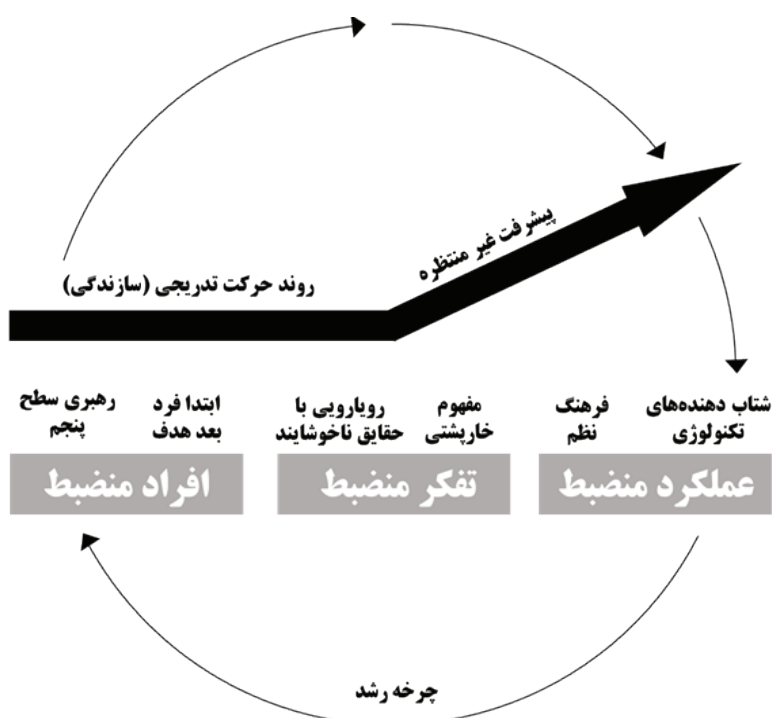 پیشرفت غیر منتظره
روند حرکت تدریجی (سازندگی)
شتاب دهنده‌های
تکنولوژی
فرهنگ
نظم
مفهوم
خارپشتی
رویارویی با
حقایق ناخوشایند
ابتدا فرد
بعد هدف
رهبری سطح
پنجم
عملکرد منضبط
تفکر منضبط
افراد منضبط
چرخه رشد